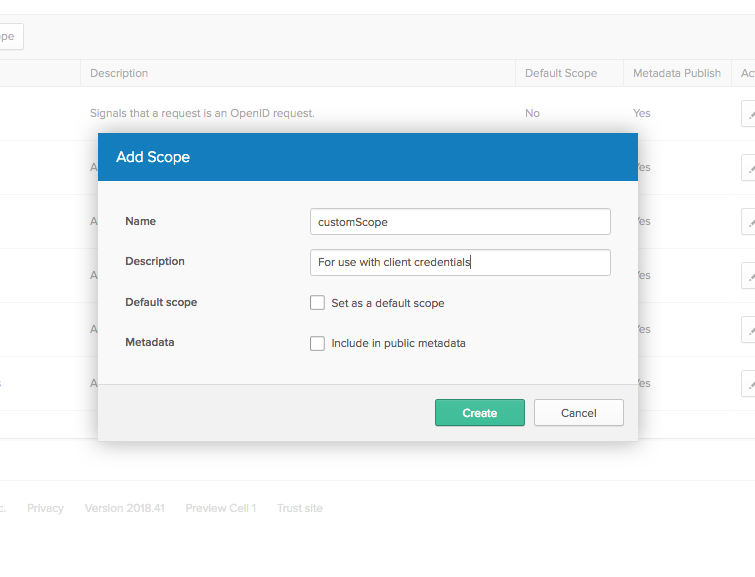 pe
Description Default Scope Metadata Publish Ac
Signals that a request is an OpenID request. No Yes
Add Scope
A Yes
Name customScope
A Yes
Description For use with client credentials
A Yes
Default scope Set as a default scope
A Yes
Metadata Include in public metadata
s A Yes
Create Cancel
c. Privacy Version 2018.41 Preview Cell 1 Trust site